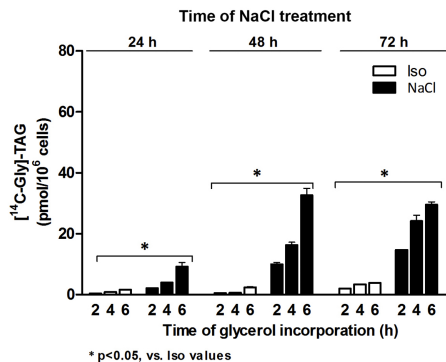 Time of NaCl treatment
24 h 48 h 72 h
80
60
40
20
0
[¹⁴C-Gly]-TAG
(pmol/10⁶ cells)
Iso
NaCl
* * *
2 4 6 2 4 6 2 4 6 2 4 6 2 4 6 2 4 6
Time of glycerol incorporation (h)
* p<0.05, vs. Iso values